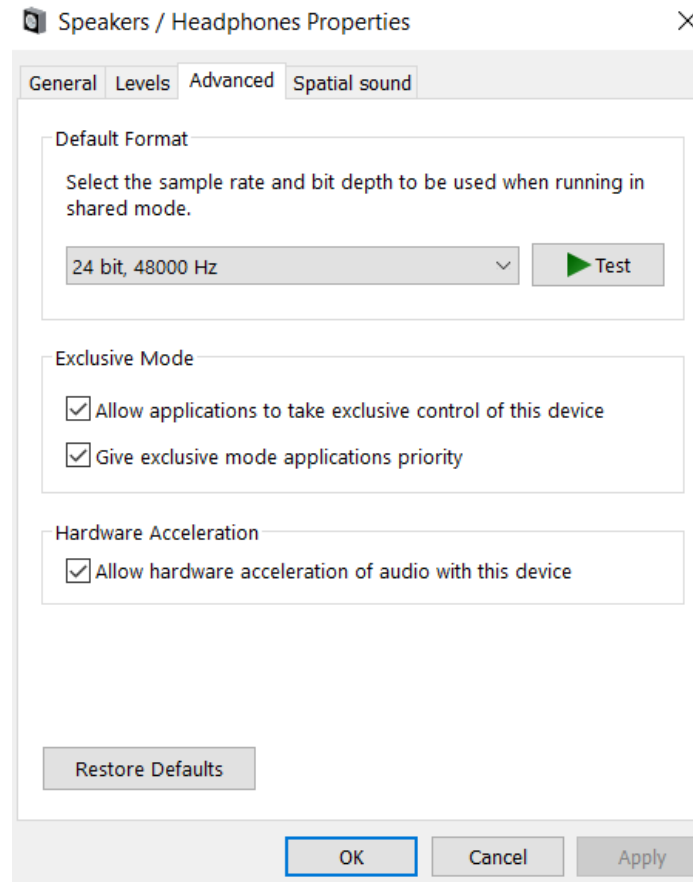 Speakers / Headphones Properties
General Levels Advanced Spatial sound
Default Format
Select the sample rate and bit depth to be used when running in
shared mode.
24 bit, 48000 Hz
Test
Exclusive Mode
Allow applications to take exclusive control of this device
Give exclusive mode applications priority
Hardware Acceleration
Allow hardware acceleration of audio with this device
Restore Defaults
OK Cancel Apply